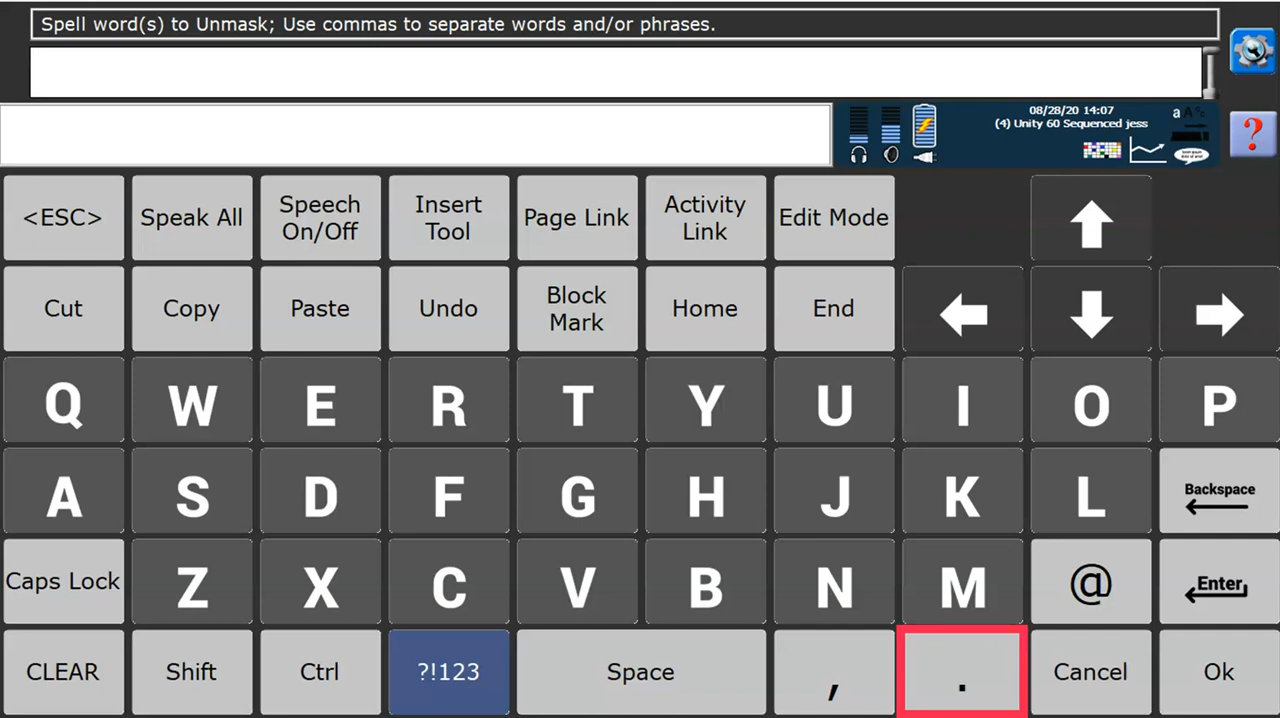 Spell word(s) to Unmask; Use commas to separate words and/or phrases.
08/28/20 14:07
(4) Unity 60 Sequenced jess
?
<ESC> Speak All Speech On/Off Insert Tool Page Link Activity Link Edit Mode
Cut Copy Paste Undo Block Mark Home End
Q W E R T Y U I O P
A S D F G H J K L Backspace
Caps Lock Z X C V B N M @ Enter
CLEAR Shift Ctrl ?!123 Space , . Cancel Ok